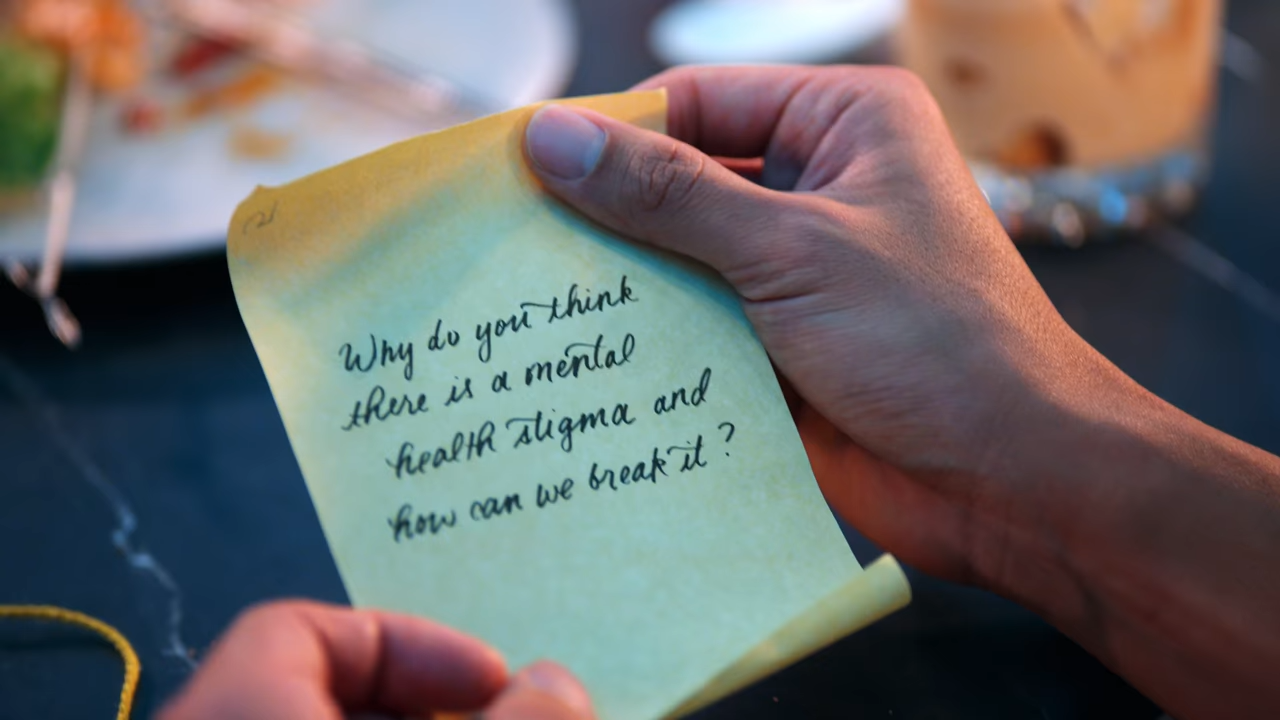 Why do you think
there is a mental
health stigma and
how can we break it?